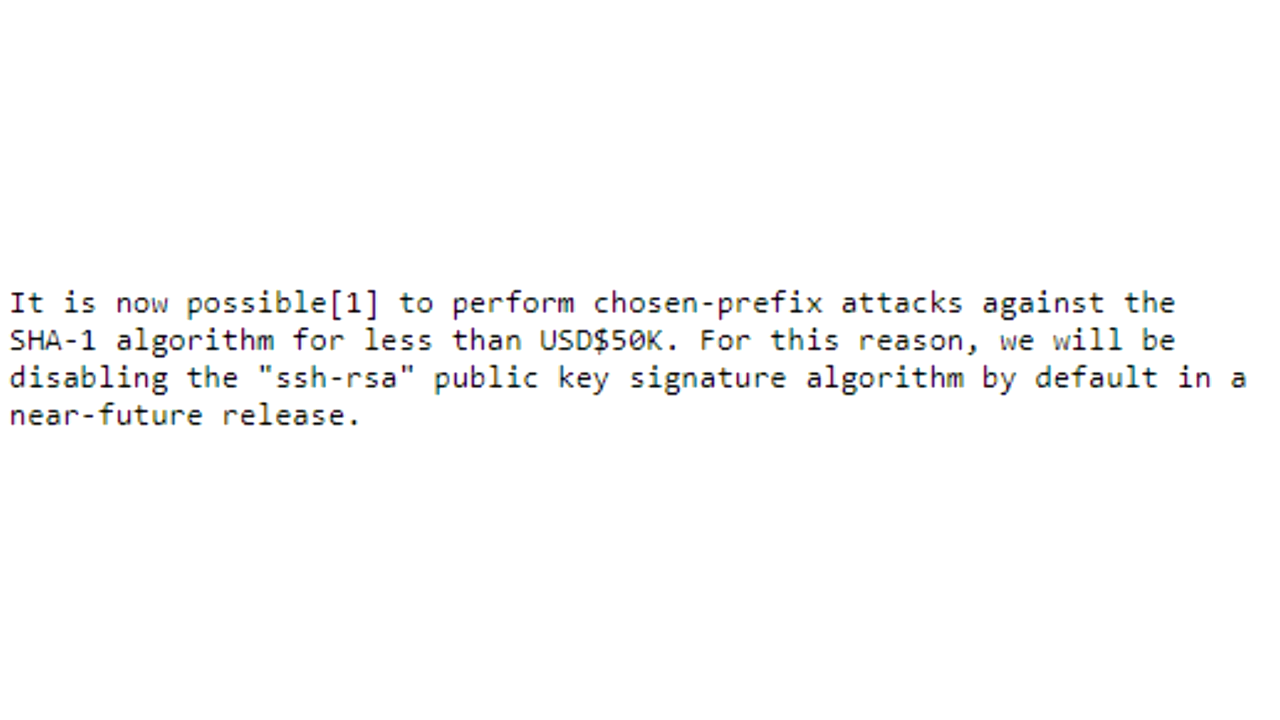 It is now possible[1] to perform chosen-prefix attacks against the
SHA-1 algorithm for less than USD$50K. For this reason, we will be
disabling the "ssh-rsa" public key signature algorithm by default in a
near-future release.